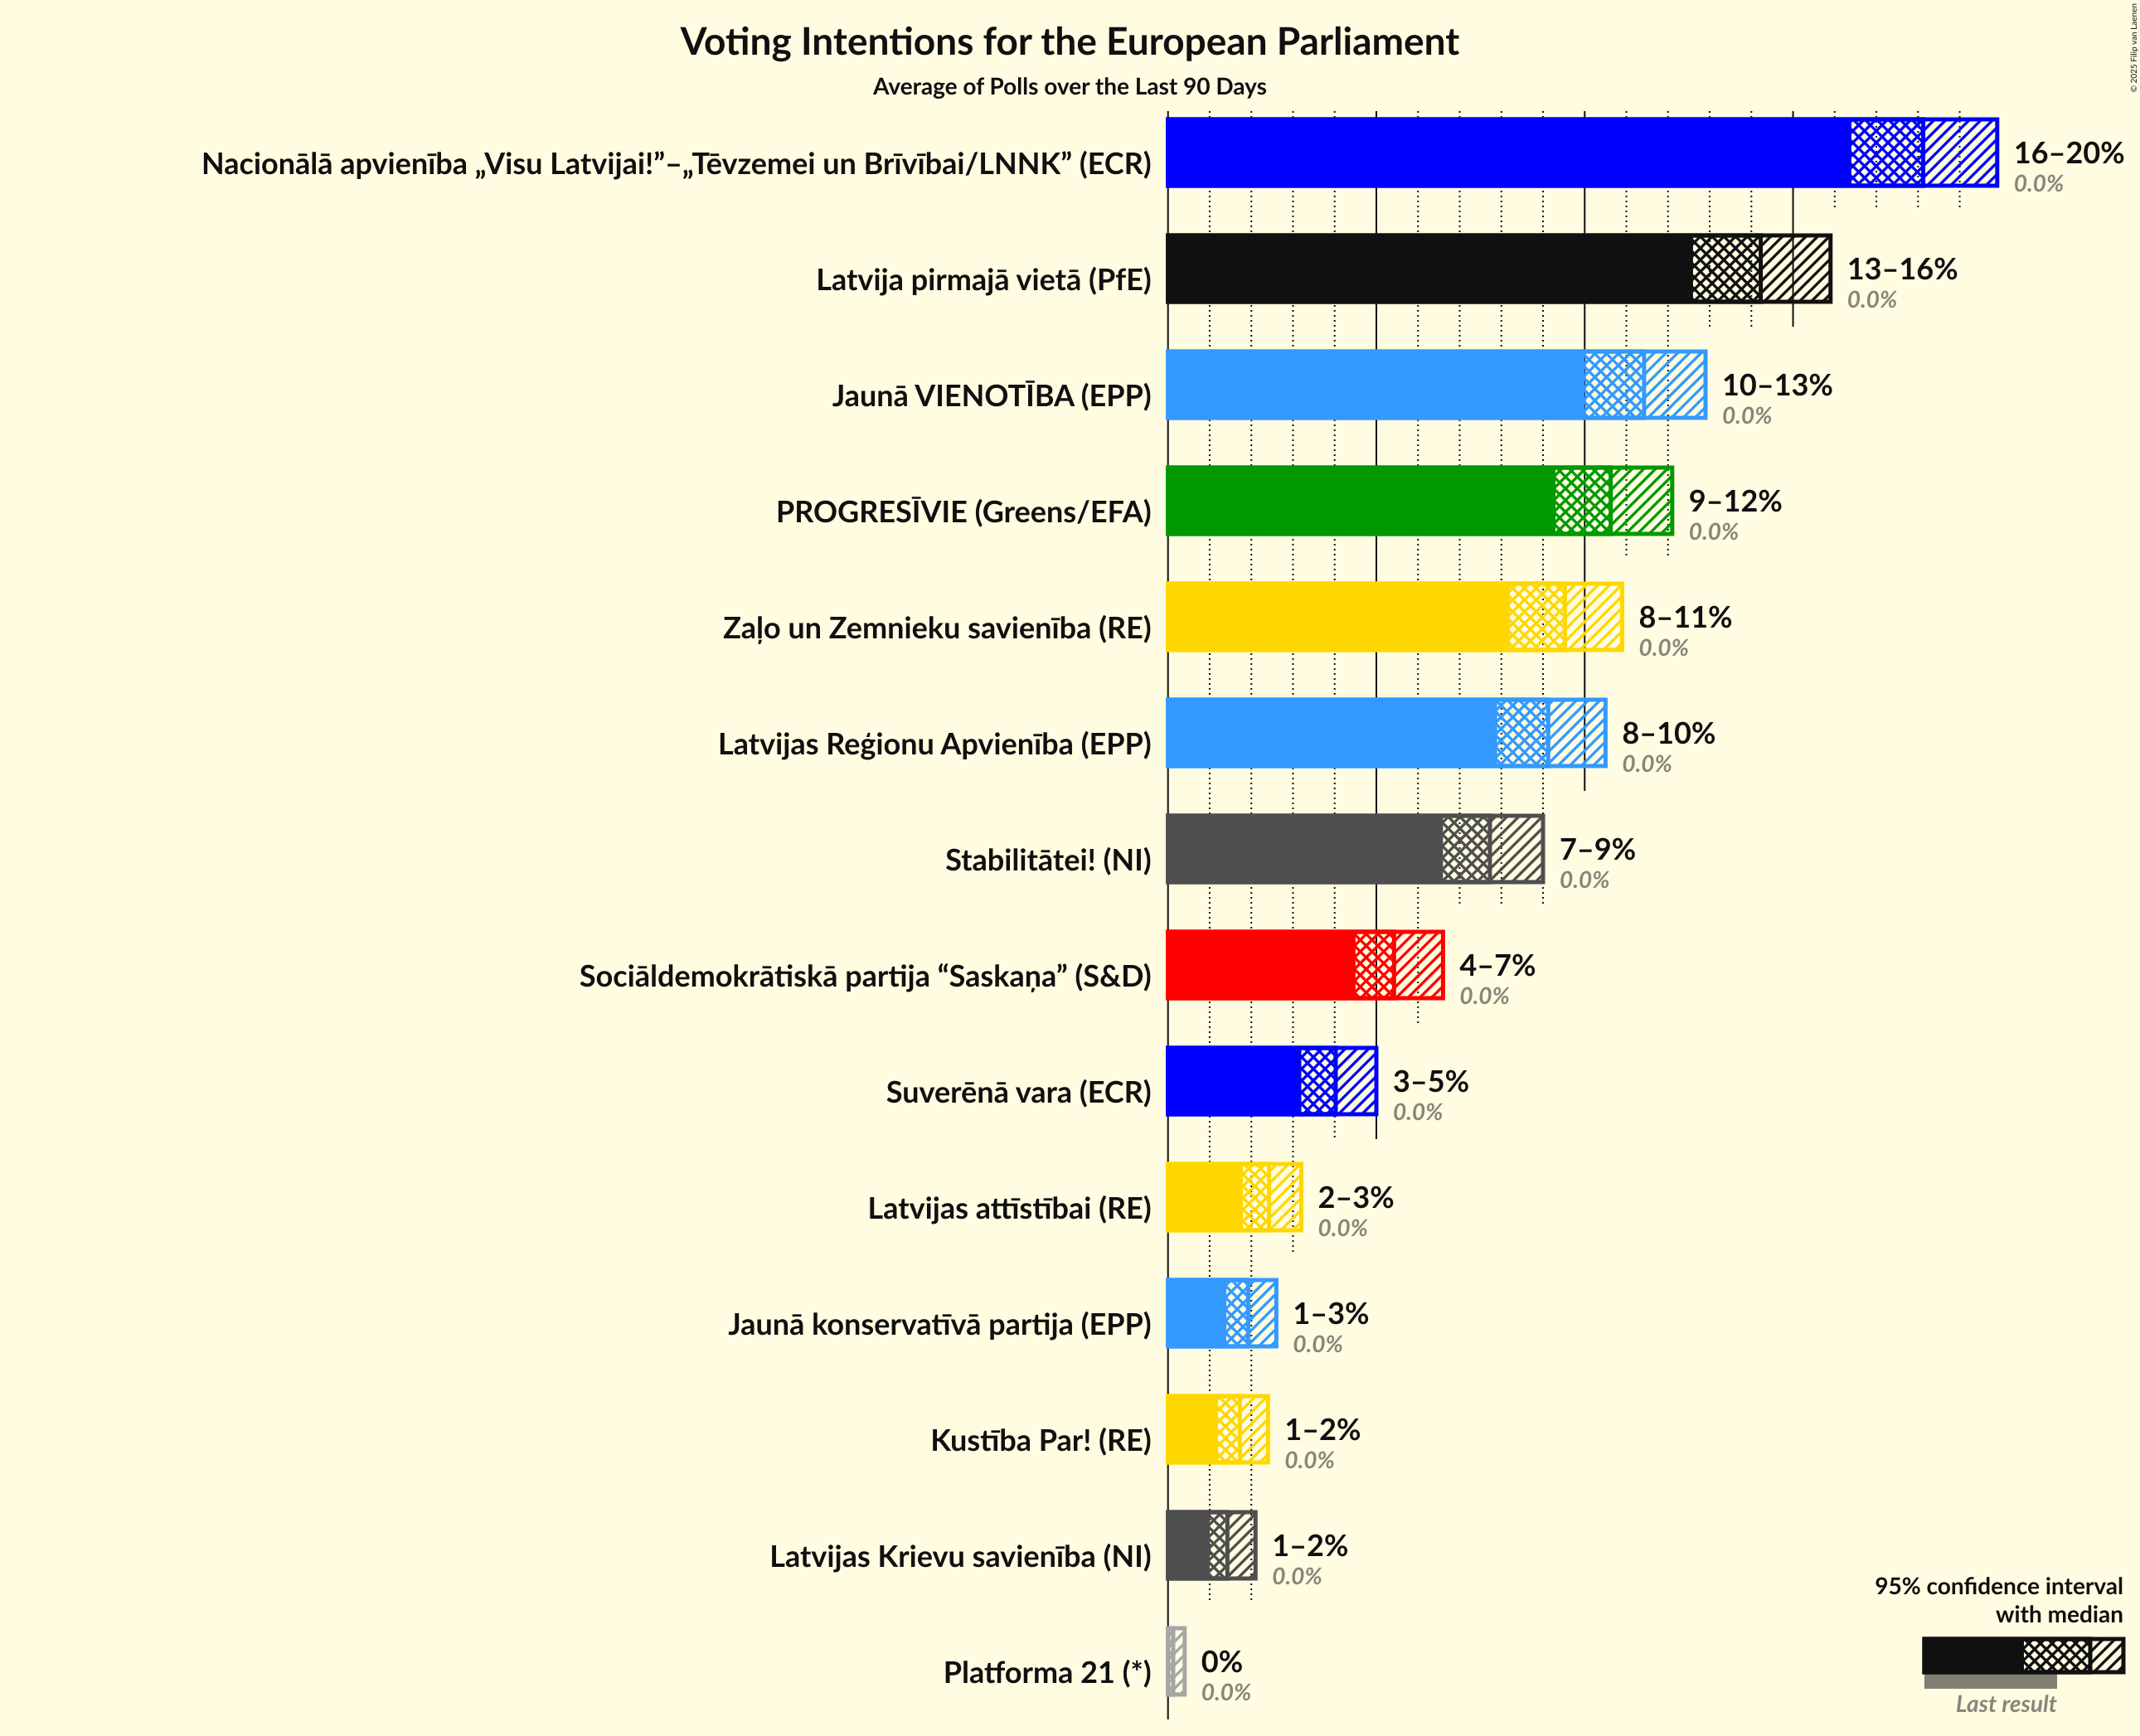 Voting Intentions for the European Parliament
Average of Polls over the Last 90 Days
© 2025 Filip van Laenen
Nacionālā apvienība „Visu Latvijai!”–„Tēvzemei un Brīvībai/LNNK” (ECR)
16–20%
0.0%
Latvija pirmajā vietā (PfE)
13–16%
0.0%
Jaunā VIENOTĪBA (EPP)
10–13%
0.0%
PROGRESĪVIE (Greens/EFA)
9–12%
0.0%
Zaļo un Zemnieku savienība (RE)
8–11%
0.0%
Latvijas Reģionu Apvienība (EPP)
8–10%
0.0%
Stabilitātei! (NI)
7–9%
0.0%
Sociāldemokrātiskā partija “Saskaņa” (S&D)
4–7%
0.0%
Suverēnā vara (ECR)
3–5%
0.0%
Latvijas attīstībai (RE)
2–3%
0.0%
Jaunā konservatīvā partija (EPP)
1–3%
0.0%
Kustība Par! (RE)
1–2%
0.0%
Latvijas Krievu savienība (NI)
1–2%
0.0%
Platforma 21 (*)
0%
0.0%
95% confidence interval
with median
Last result